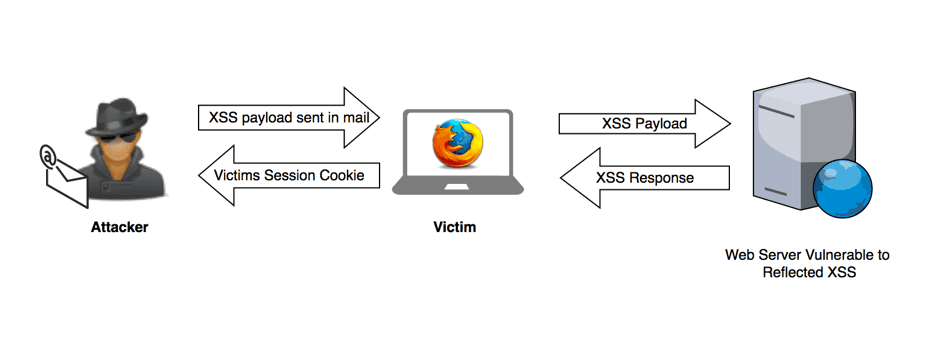 XSS payload sent in mail
Victims Session Cookie
XSS Payload
XSS Response
@
Attacker
Victim
Web Server Vulnerable to
Reflected XSS